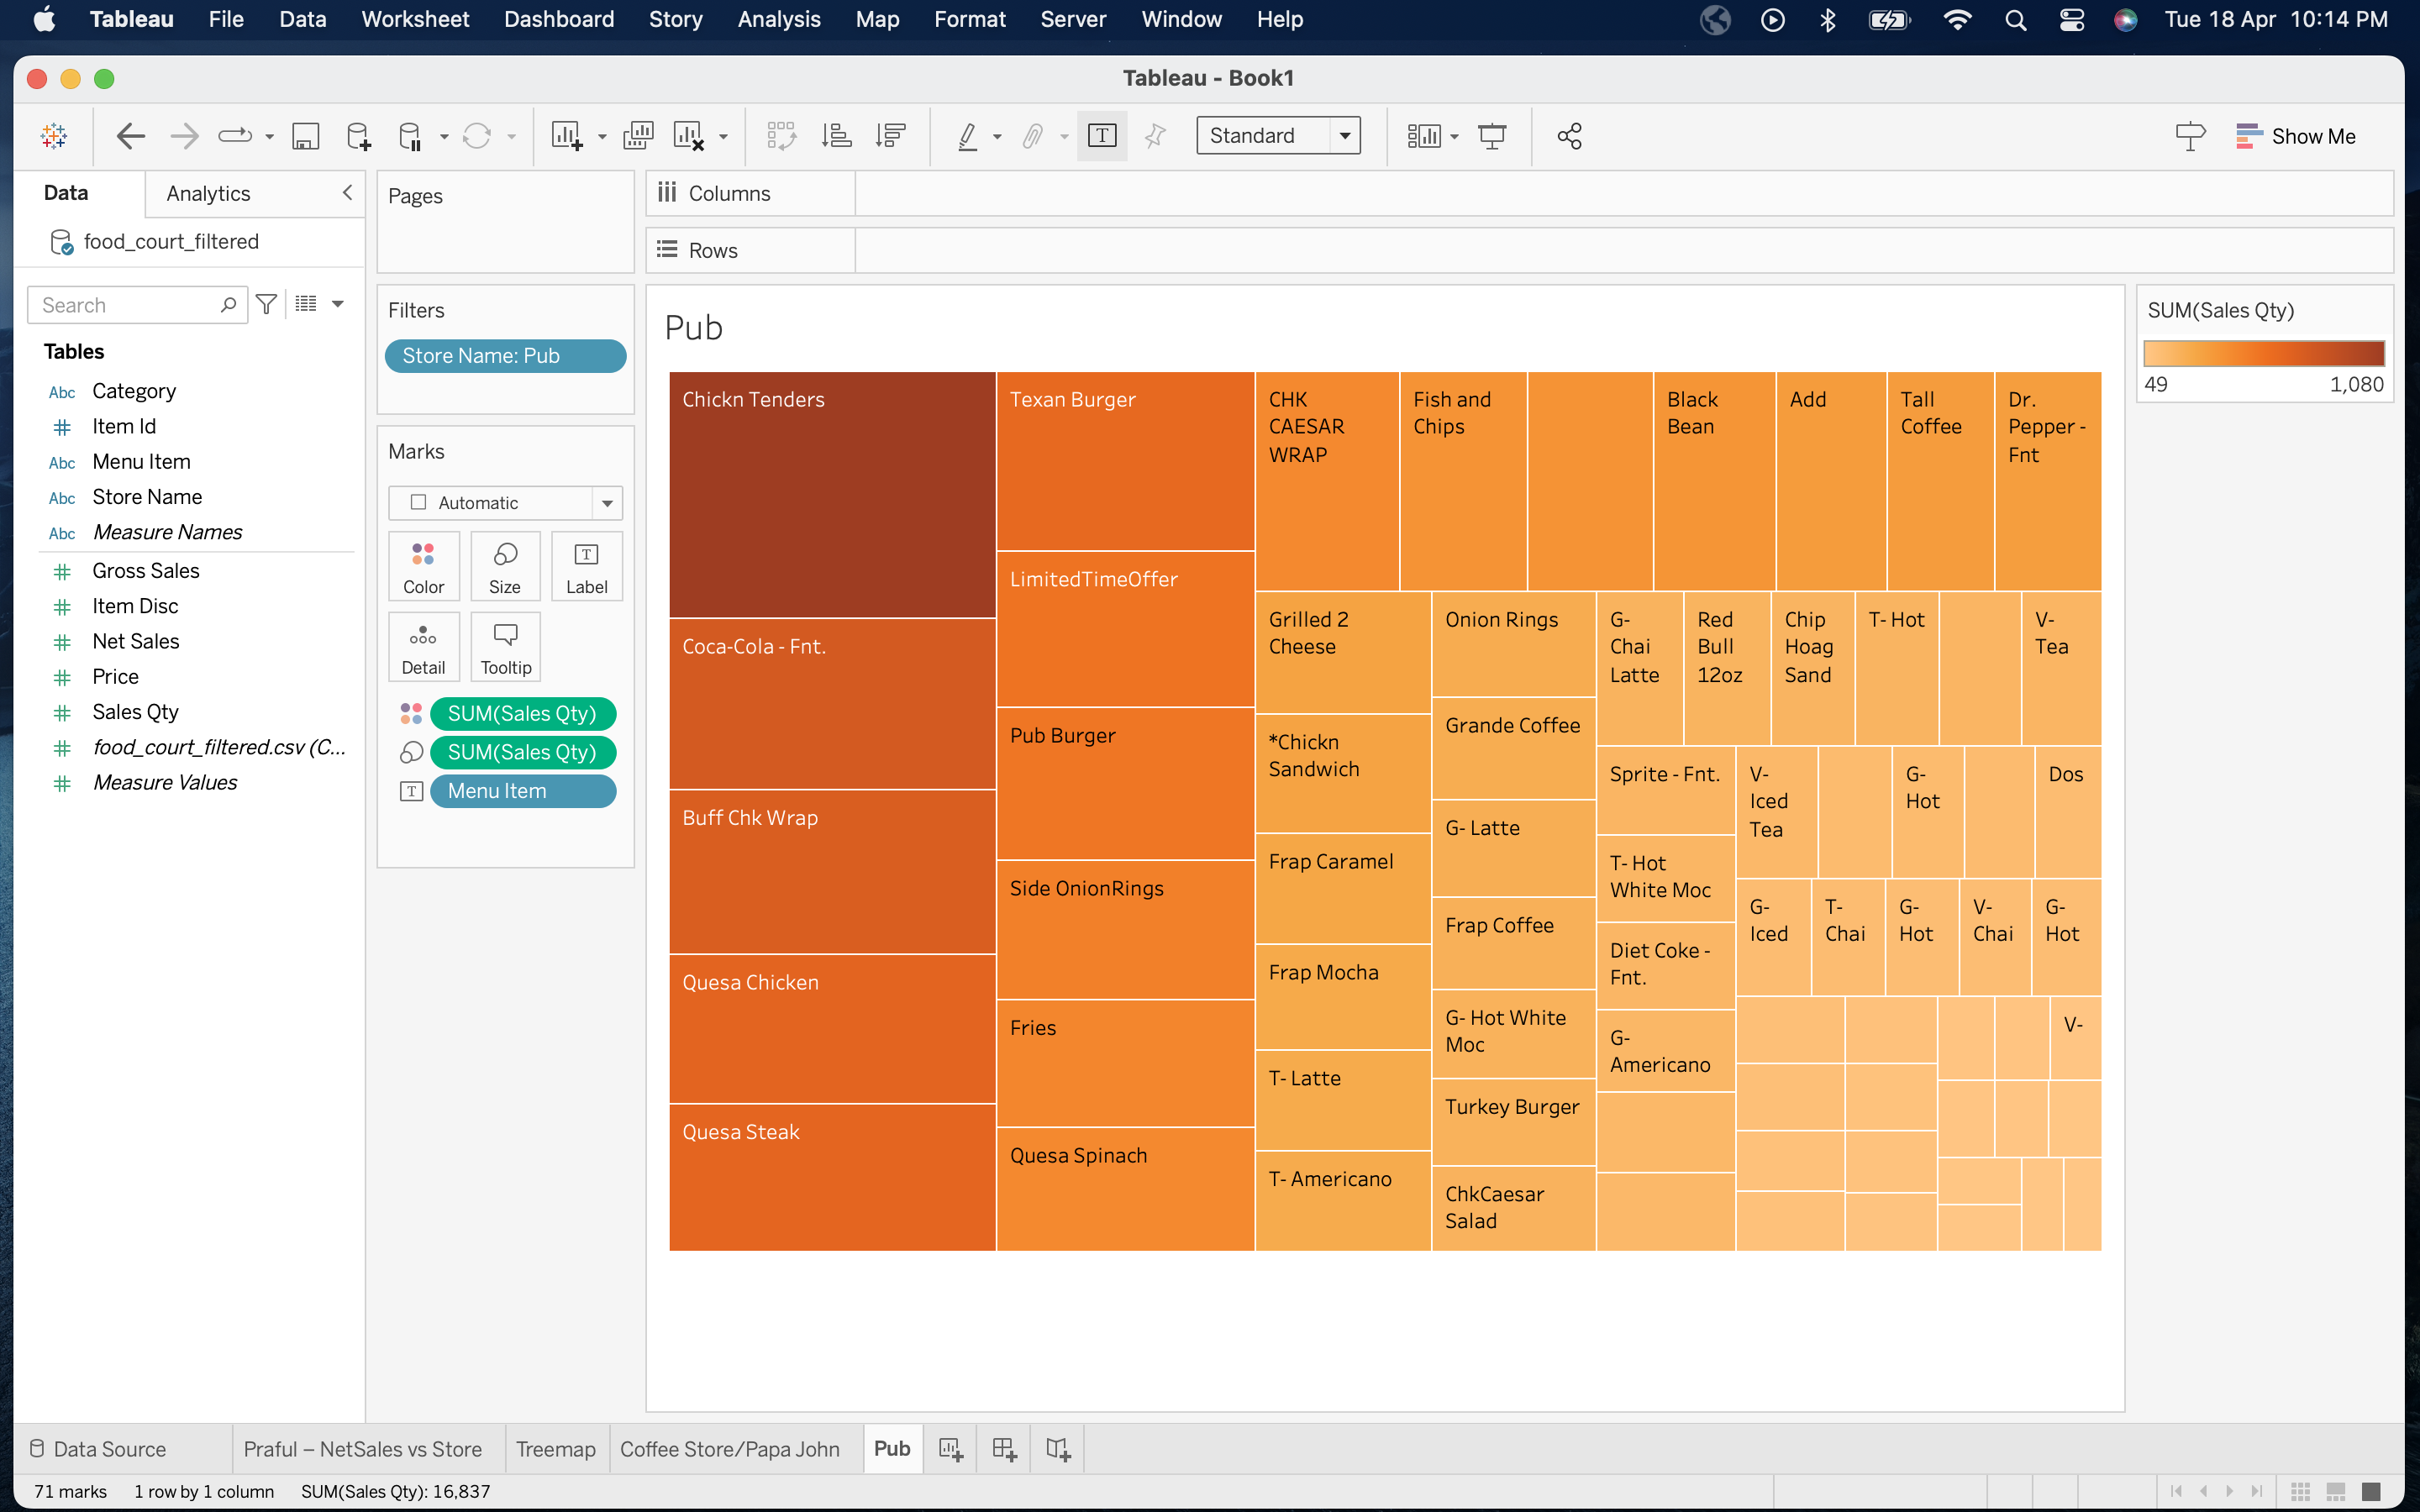 Tableau File Data Worksheet Dashboard Story Analysis Map Format Server Window Help Tue 18 Apr 10:14 PM
Tableau - Book1
Standard
Show Me
Data Analytics
food_court_filtered
Search
Tables
Abc Category
# Item Id
Abc Menu Item
Abc Store Name
Abc Measure Names
# Gross Sales
# Item Disc
# Net Sales
# Price
# Sales Qty
# food_court_filtered.csv (C...
# Measure Values
Pages
Filters
Store Name: Pub
Marks
Automatic
Color
Size
T
Label
Detail
Tooltip
SUM(Sales Qty)
SUM(Sales Qty)
T Menu Item
Columns
Rows
Pub
Chickn Tenders
Coca-Cola - Fnt.
Buff Chk Wrap
Quesa Chicken
Quesa Steak
Texan Burger
LimitedTimeOffer
Pub Burger
Side OnionRings
Fries
Quesa Spinach
CHK
CAESAR
WRAP
Fish and
Chips
Black
Bean
Add
Tall
Coffee
Dr.
Pepper -
Fnt
Grilled 2
Cheese
*Chickn
Sandwich
Frap Caramel
Frap Mocha
T- Latte
T- Americano
Onion Rings
Grande Coffee
G- Latte
Frap Coffee
G- Hot White
Moc
Turkey Burger
ChkCaesar
Salad
G-
Chai
Latte
Red
Bull
12oz
Chip
Hoag
Sand
T- Hot
V-
Tea
Sprite - Fnt.
T- Hot
White Moc
Diet Coke -
Fnt.
G-
Americano
V-
Iced
Tea
G-
Hot
Dos
G-
Iced
T-
Chai
G-
Hot
V-
Chai
G-
Hot
V-
SUM(Sales Qty)
49 1,080
Data Source Praful – NetSales vs Store Treemap Coffee Store/Papa John Pub
71 marks 1 row by 1 column SUM(Sales Qty): 16,837